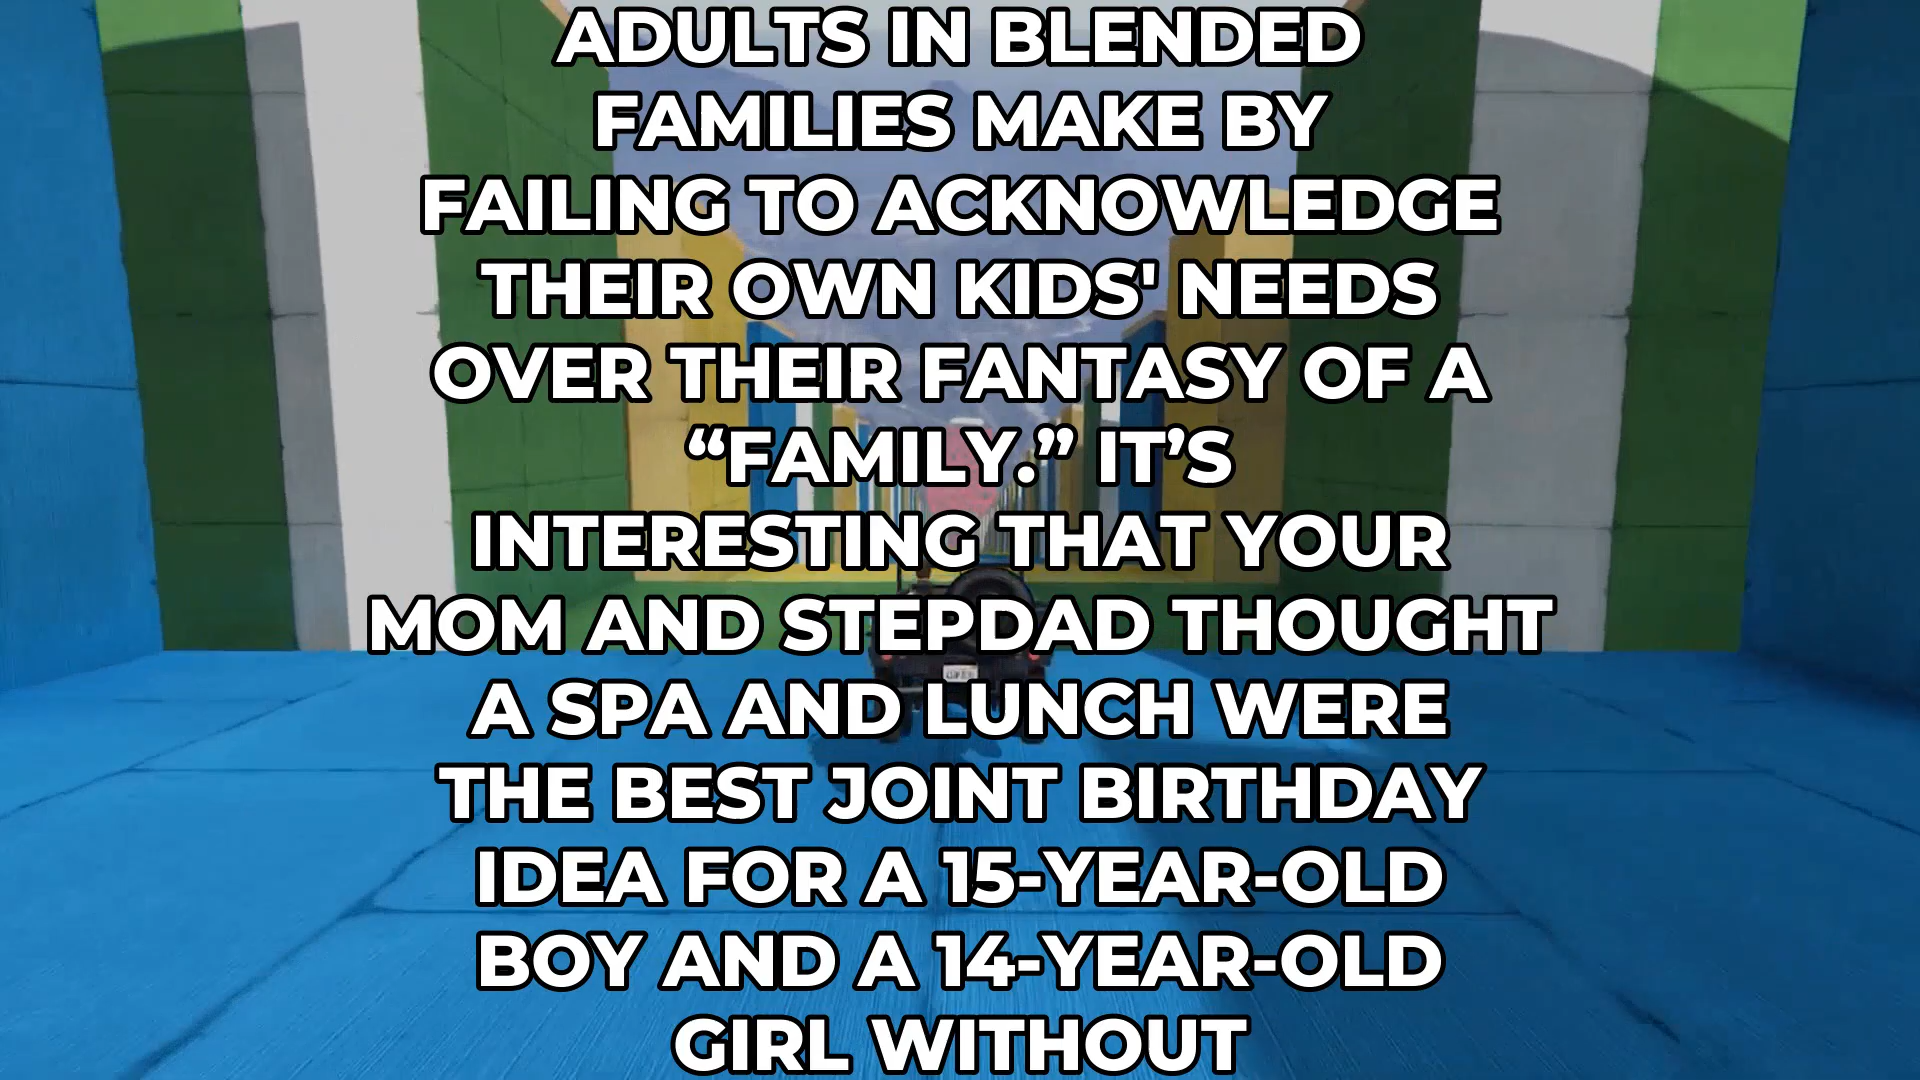 ADULTS IN BLENDED
FAMILIES MAKE BY
FAILING TO ACKNOWLEDGE
THEIR OWN KIDS' NEEDS
OVER THEIR FANTASY OF A
“FAMILY.” IT’S
INTERESTING THAT YOUR
MOM AND STEPDAD THOUGHT
A SPA AND LUNCH WERE
THE BEST JOINT BIRTHDAY
IDEA FOR A 15-YEAR-OLD
BOY AND A 14-YEAR-OLD
GIRL WITHOUT